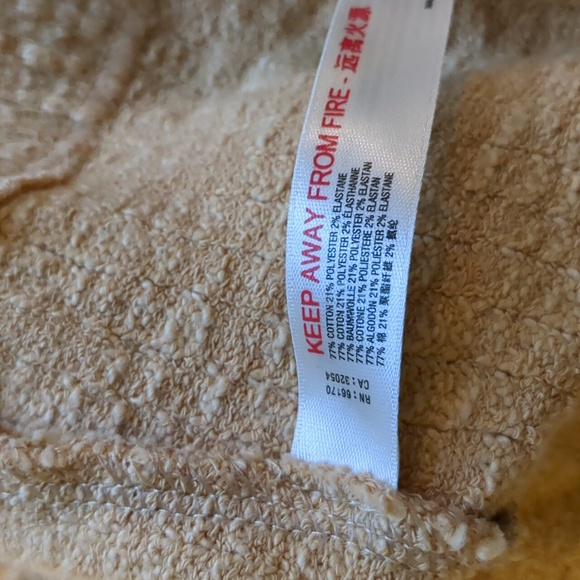 KEEP AWAY FROM FIRE - 远离火源
77% COTTON 21% POLYESTER 2% ELASTANE
77% COTON 21% POLYESTER 2% ÉLASTHANNE
77% BAUMWOLLE 21% POLYESTER 2% ELASTAN
77% COTONE 21% POLIESTERE 2% ELASTAN
77% ALGODÓN 21% POLIÉSTER 2% ELASTANE
77% 棉 21% 聚酯纤维 2% 氨纶
RN: 66170
CA: 32054